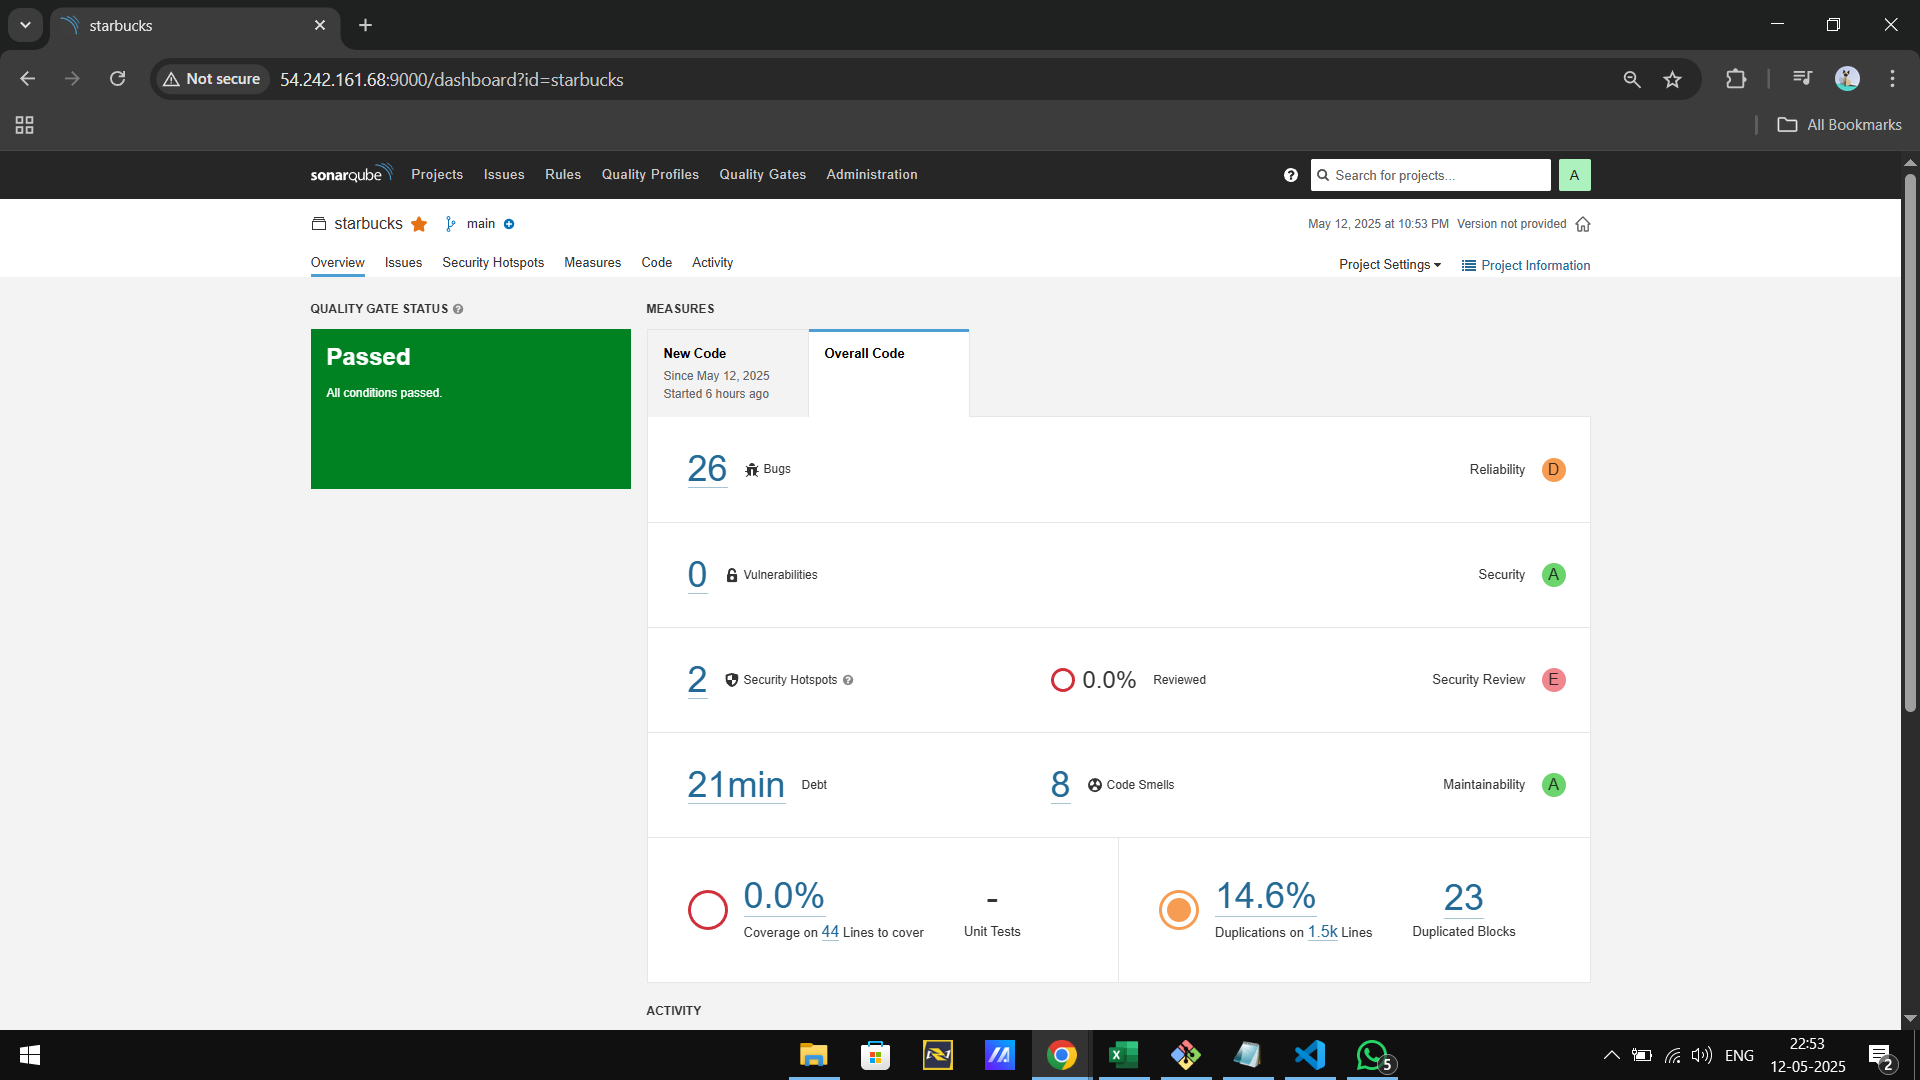 starbucks
Not secure 54.242.161.68:9000/dashboard?id=starbucks
All Bookmarks
sonarqube Projects Issues Rules Quality Profiles Quality Gates Administration Search for projects... A
starbucks main May 12, 2025 at 10:53 PM Version not provided
Overview Issues Security Hotspots Measures Code Activity Project Settings Project Information
QUALITY GATE STATUS
Passed
All conditions passed.
MEASURES
New Code
Since May 12, 2025
Started 6 hours ago
Overall Code
26 Bugs Reliability D
0 Vulnerabilities Security A
2 Security Hotspots 0.0% Reviewed Security Review E
21min Debt 8 Code Smells Maintainability A
0.0%
Coverage on 44 Lines to cover
-
Unit Tests
14.6%
Duplications on 1.5k Lines
23
Duplicated Blocks
ACTIVITY
5
ENG
22:53
12-05-2025
2